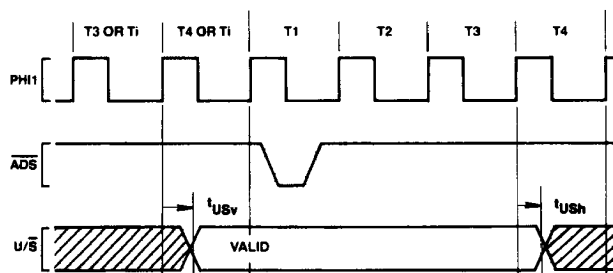 T3 OR Ti T4 OR Ti T1 T2 T3 T4
PHI1
ADS
tUSv tUSh
U/S VALID